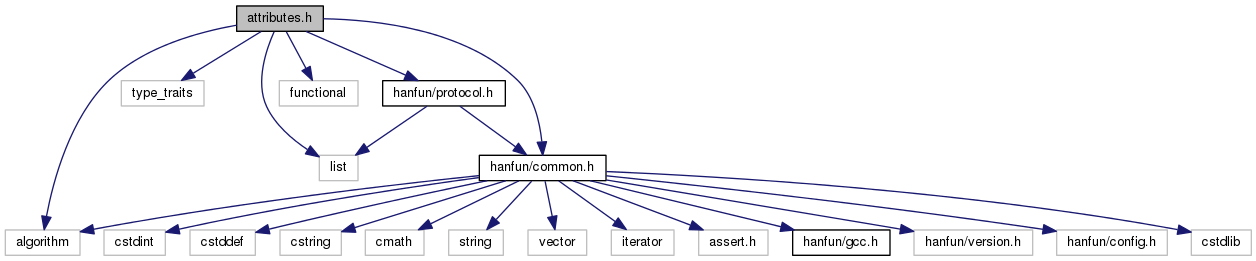 attributes.h
type_traits
functional
hanfun/protocol.h
list
hanfun/common.h
algorithm
cstdint
cstddef
cstring
cmath
string
vector
iterator
assert.h
hanfun/gcc.h
hanfun/version.h
hanfun/config.h
cstdlib